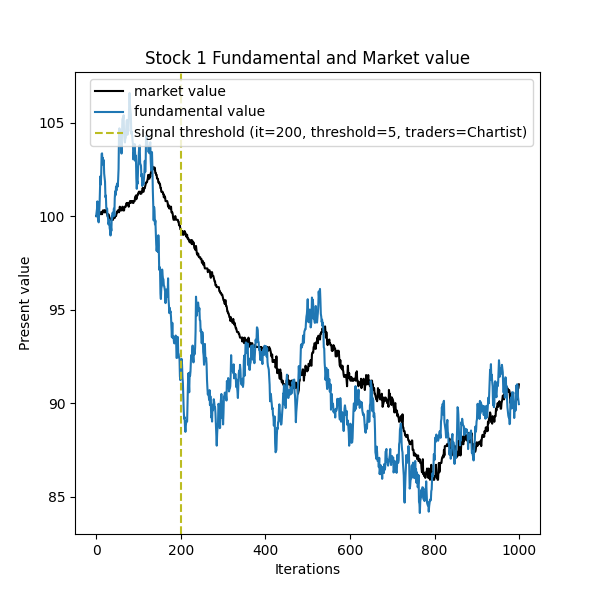 Stock 1 Fundamental and Market value
market value
fundamental value
signal threshold (it=200, threshold=5, traders=Chartist)
105
100
95
90
85
Present value
0 200 400 600 800 1000
Iterations